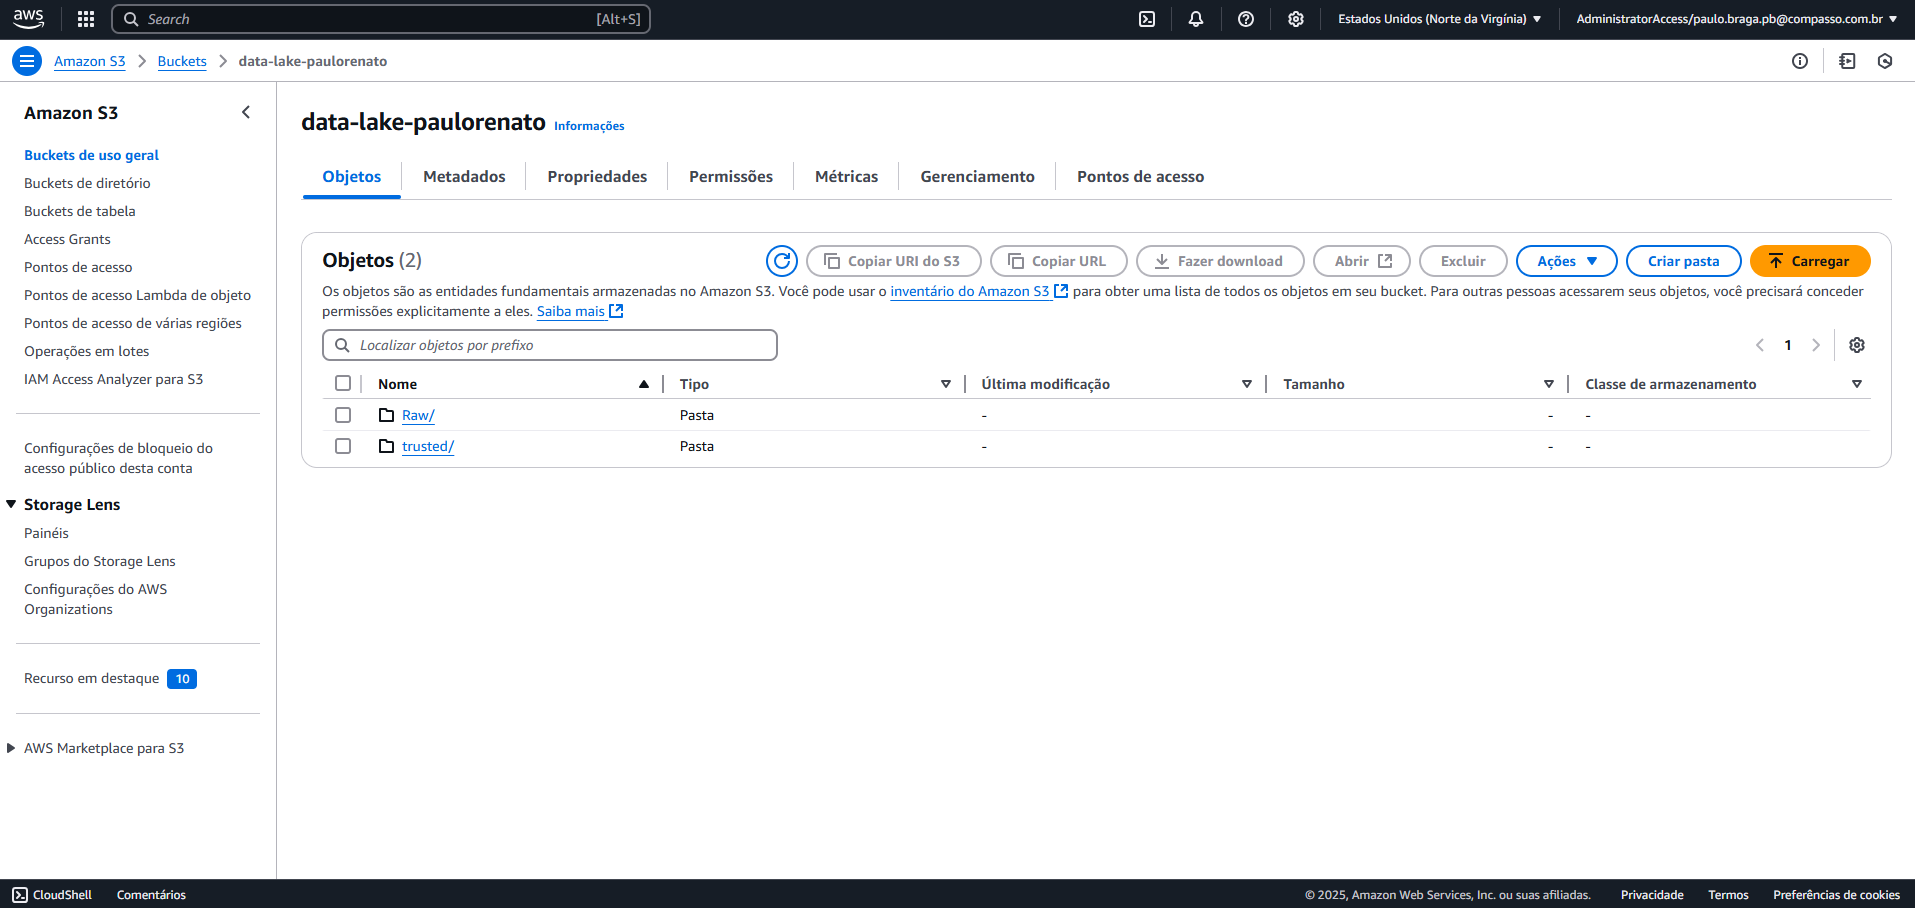 aws
Search [Alt+S]
Estados Unidos (Norte da Virgínia)
AdministratorAccess/paulo.braga.pb@compasso.com.br
Amazon S3
Buckets
data-lake-paulorenato
Amazon S3
Buckets de uso geral
Buckets de diretório
Buckets de tabela
Access Grants
Pontos de acesso
Pontos de acesso Lambda de objeto
Pontos de acesso de várias regiões
Operações em lotes
IAM Access Analyzer para S3
Configurações de bloqueio do
acesso público desta conta
Storage Lens
Painéis
Grupos do Storage Lens
Configurações do AWS
Organizations
Recurso em destaque 10
AWS Marketplace para S3
data-lake-paulorenato Informações
Objetos
Metadados
Propriedades
Permissões
Métricas
Gerenciamento
Pontos de acesso
Objetos (2)
Copiar URI do S3
Copiar URL
Fazer download
Abrir
Excluir
Ações
Criar pasta
Carregar
Os objetos são as entidades fundamentais armazenadas no Amazon S3. Você pode usar o inventário do Amazon S3 para obter uma lista de todos os objetos em seu bucket. Para outras pessoas acessarem seus objetos, você precisará conceder
permissões explicitamente a eles. Saiba mais
Localizar objetos por prefixo
1
Nome Tipo Última modificação Tamanho Classe de armazenamento
Raw/ Pasta - - -
trusted/ Pasta - - -
CloudShell
Comentários
© 2025, Amazon Web Services, Inc. ou suas afiliadas.
Privacidade
Termos
Preferências de cookies